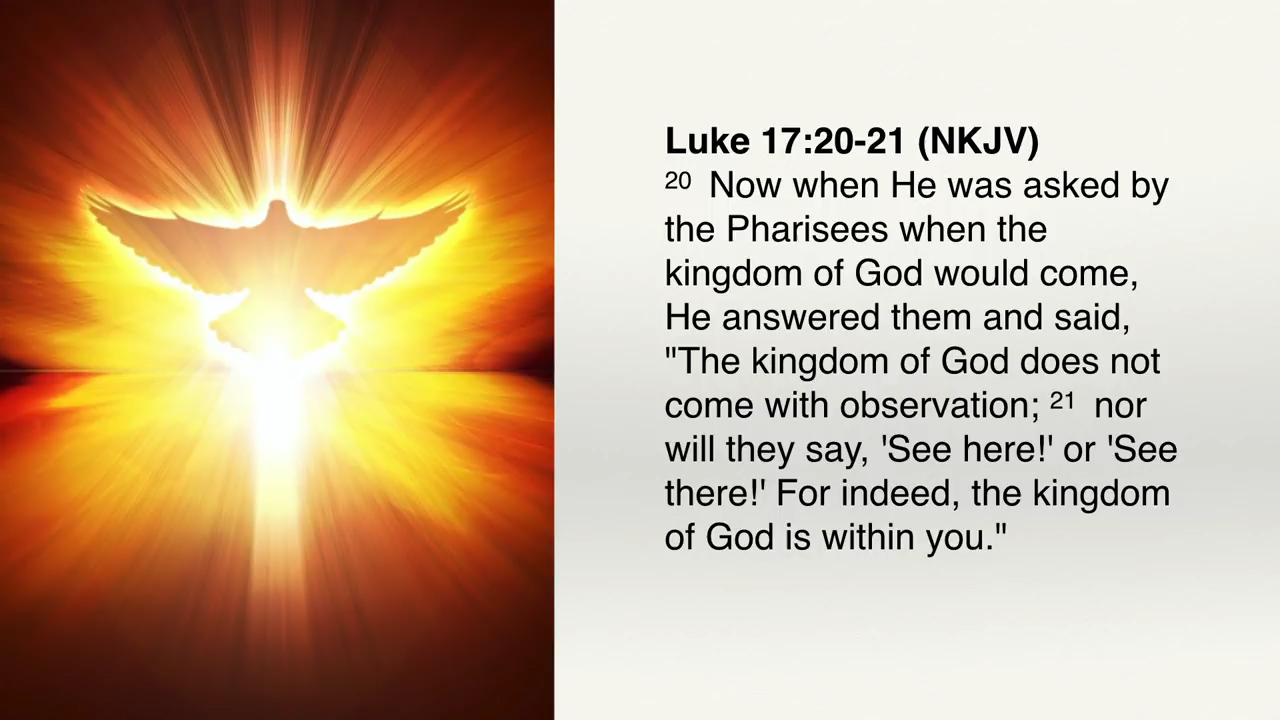 Luke 17:20-21 (NKJV)
20 Now when He was asked by
the Pharisees when the
kingdom of God would come,
He answered them and said,
"The kingdom of God does not
come with observation; 21 nor
will they say, 'See here!' or 'See
there!' For indeed, the kingdom
of God is within you."